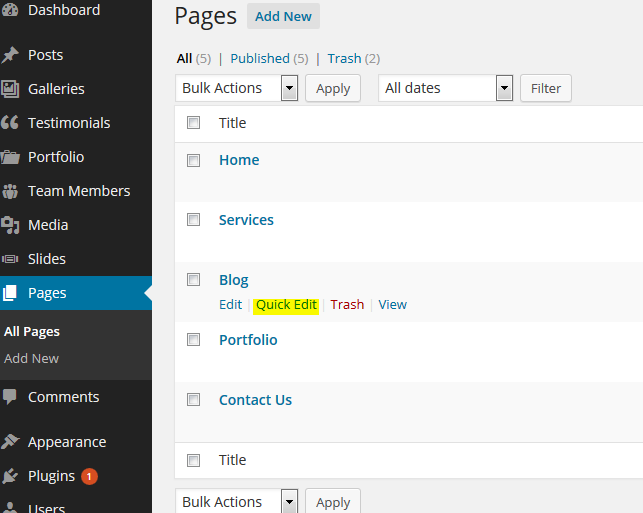 Dashboard
Posts
Galleries
Testimonials
Portfolio
Team Members
Media
Slides
Pages
All Pages
Add New
Comments
Appearance
Plugins 1
Users
Pages Add New
All (5) | Published (5) | Trash (2)
Bulk Actions Apply All dates Filter
Title
Home
Services
Blog
Edit | Quick Edit | Trash | View
Portfolio
Contact Us
Title
Bulk Actions Apply